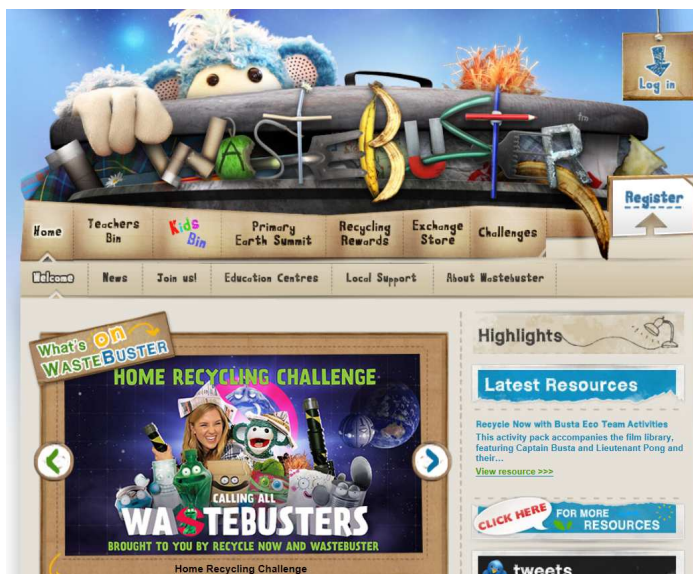 Log in
WASTEBUSTER
Register
Home
Teachers
Bin
Kids
Bin
Primary
Earth Summit
Recycling
Rewards
Exchange
Store
Challenges
Welcome
News
Join us!
Education Centres
Local Support
About Wastebuster
What's on
WASTEBUSTER
HOME RECYCLING CHALLENGE
CALLING ALL
WASTEBUSTERS
BROUGHT TO YOU BY RECYCLE NOW AND WASTEBUSTER
Home Recycling Challenge
Highlights
Latest Resources
Recycle Now with Busta Eco Team Activities
This activity pack accompanies the film library,
featuring Captain Busta and Lieutenant Pong and
their...
View resource >>>
CLICK HERE
FOR MORE
RESOURCES
tweets